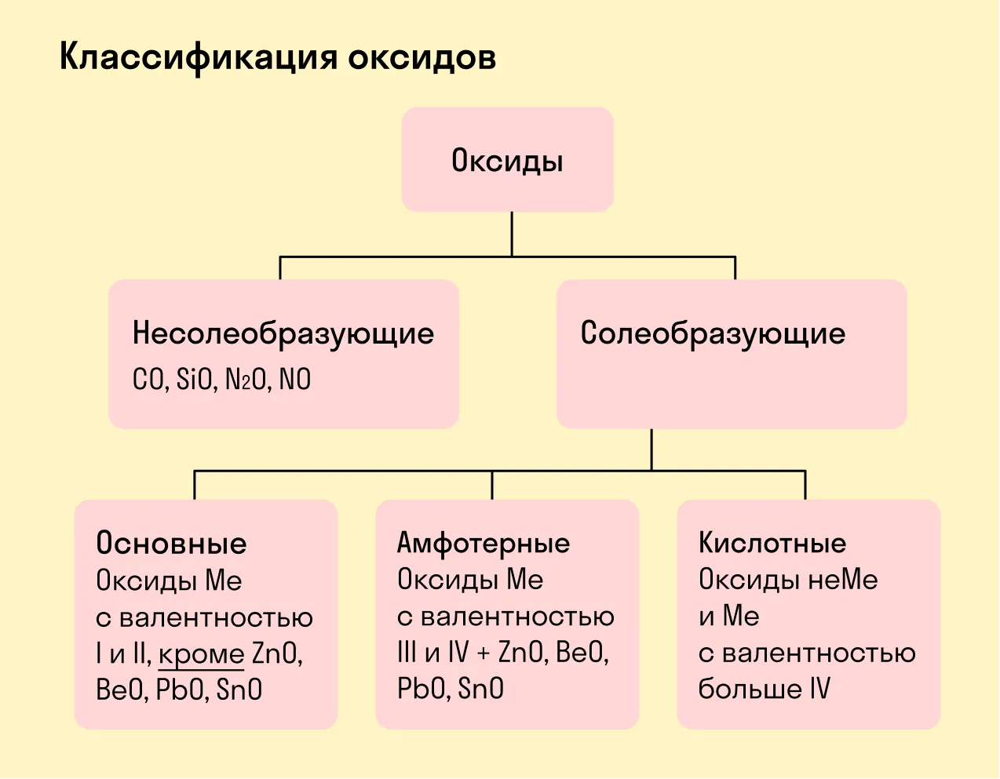 Классификация оксидов
Оксиды
Несолеобразующие
CO, SiO, N₂O, NO
Солеобразующие
Основные
Оксиды Me
с валентностью
I и II, кроме ZnO,
BeO, PbO, SnO
Амфотерные
Оксиды Me
с валентностью
III и IV + ZnO, BeO,
PbO, SnO
Кислотные
Оксиды неMe
и Me
с валентностью
больше IV